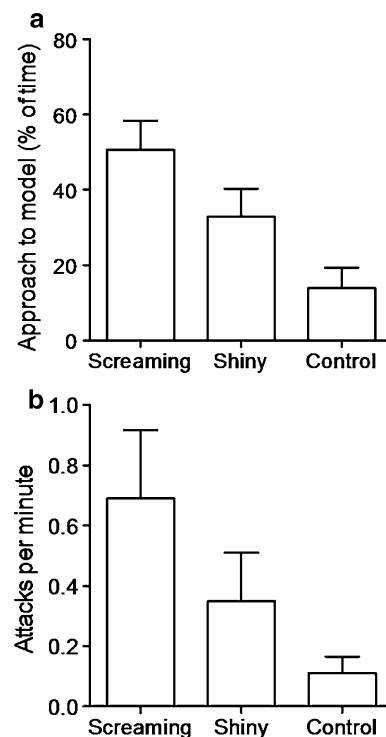 a
Approach to model (% of time)
80
60
40
20
0
Screaming Shiny Control
b
Attacks per minute
1.0
0.8
0.6
0.4
0.2
0.0
Screaming Shiny Control